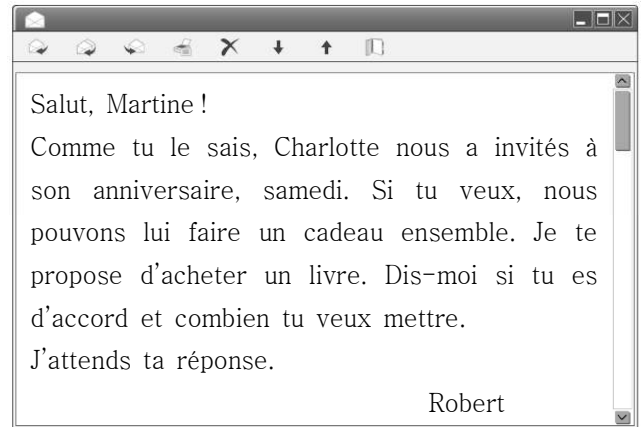 Salut, Martine !
Comme tu le sais, Charlotte nous a invités à
son anniversaire, samedi. Si tu veux, nous
pouvons lui faire un cadeau ensemble. Je te
propose d'acheter un livre. Dis-moi si tu es
d'accord et combien tu veux mettre.
J'attends ta réponse.
Robert